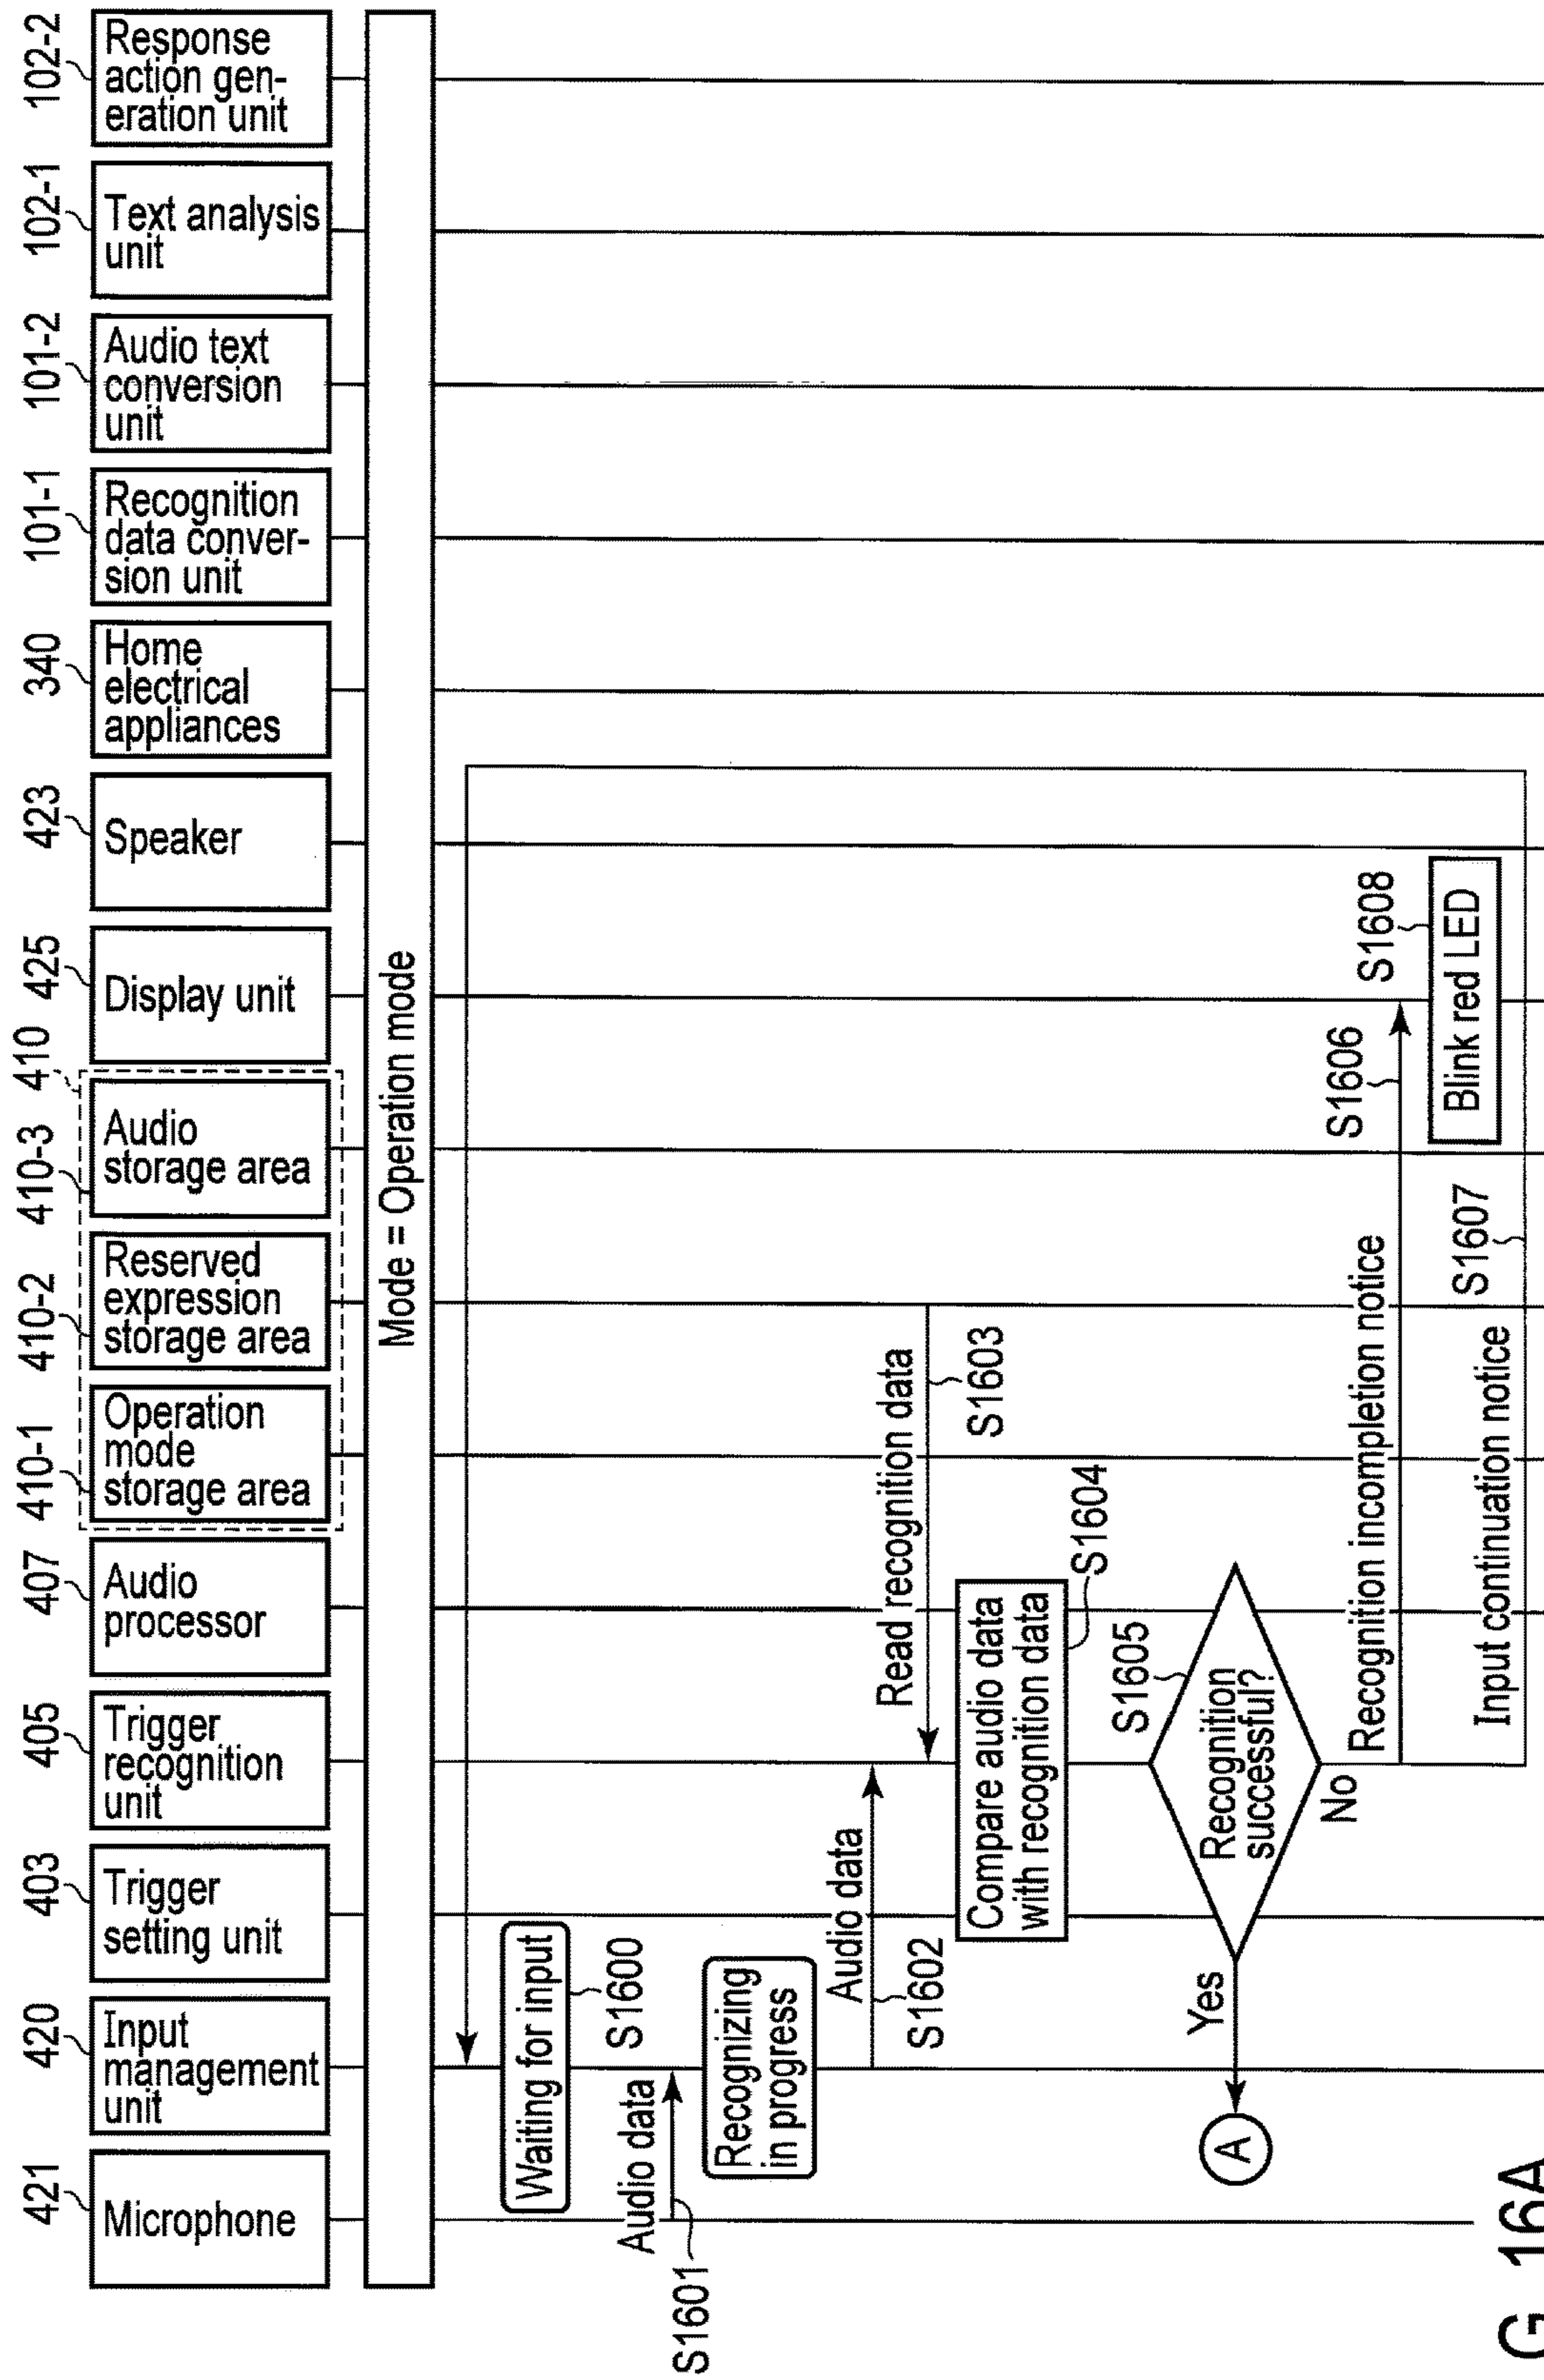 421
Microphone
420
Input
management
unit
403
Trigger
setting unit
405
Trigger
recognition
unit
407
Audio
processor
410
410-1
Operation
mode
storage area
410-2
Reserved
expression
storage area
410-3
Audio
storage area
425
Display unit
423
Speaker
340
Home
electrical
appliances
101-1
Recognition
data conver-
sion unit
101-2
Audio text
conversion
unit
102-1
Text analysis
unit
102-2
Response
action gen-
eration unit
Mode = Operation mode
Waiting for input
S1600
Audio data
S1601
Recognizing
in progress
Audio data
S1602
Read recognition data
S1603
Compare audio data
with recognition data
S1604
S1605
Recognition
successful?
Yes
A
No
Recognition incompletion notice
S1606
S1608
Blink red LED
Input continuation notice
S1607
G. 16A